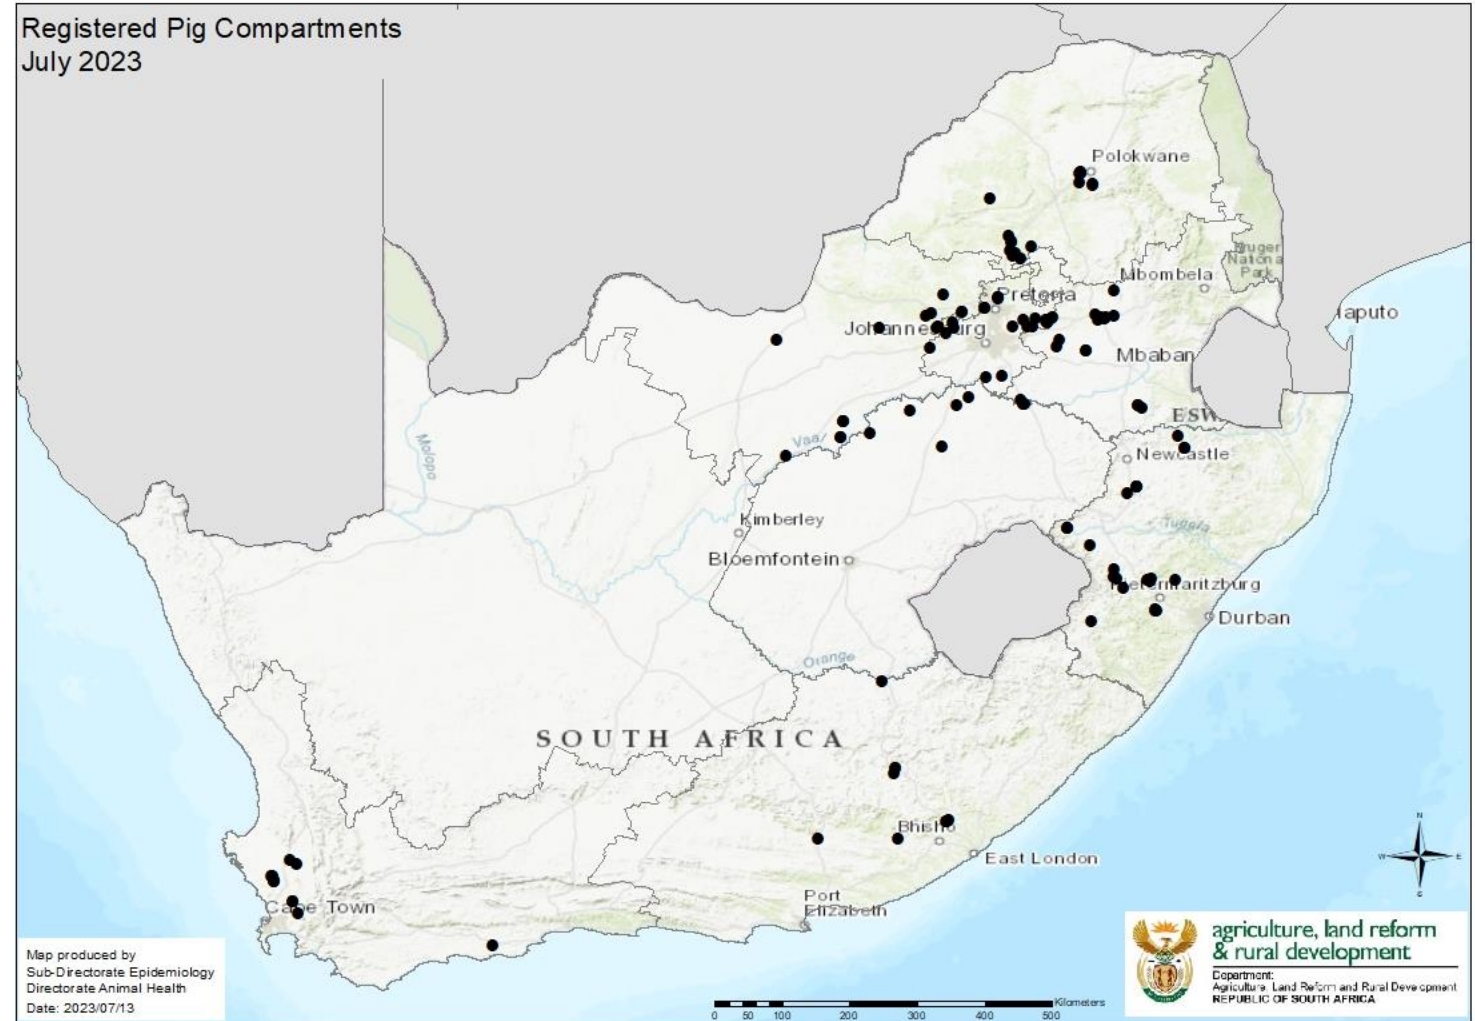 Registered Pig Compartments
July 2023
Polokwane
Kruger
Nationa
Park
Mbombela
Pretoria
Maputo
Johannesburg
Mbaban
ESW
Molopo
Vaal
Newcastle
Tugela
Kimberley
Bloemfontein
Pietermaritzburg
Durban
Orange
SOUTH AFRICA
Bhisho
East London
Port
Elizabeth
Cape Town
N
W
E
S
Map produced by
Sub-Directorate Epidemiology
Directorate Animal Health
Date: 2023/07/13
Kilometers
0 50 100 200 300 400 500
agriculture, land reform
& rural development
Department:
Agriculture, Land Reform and Rural Development
REPUBLIC OF SOUTH AFRICA